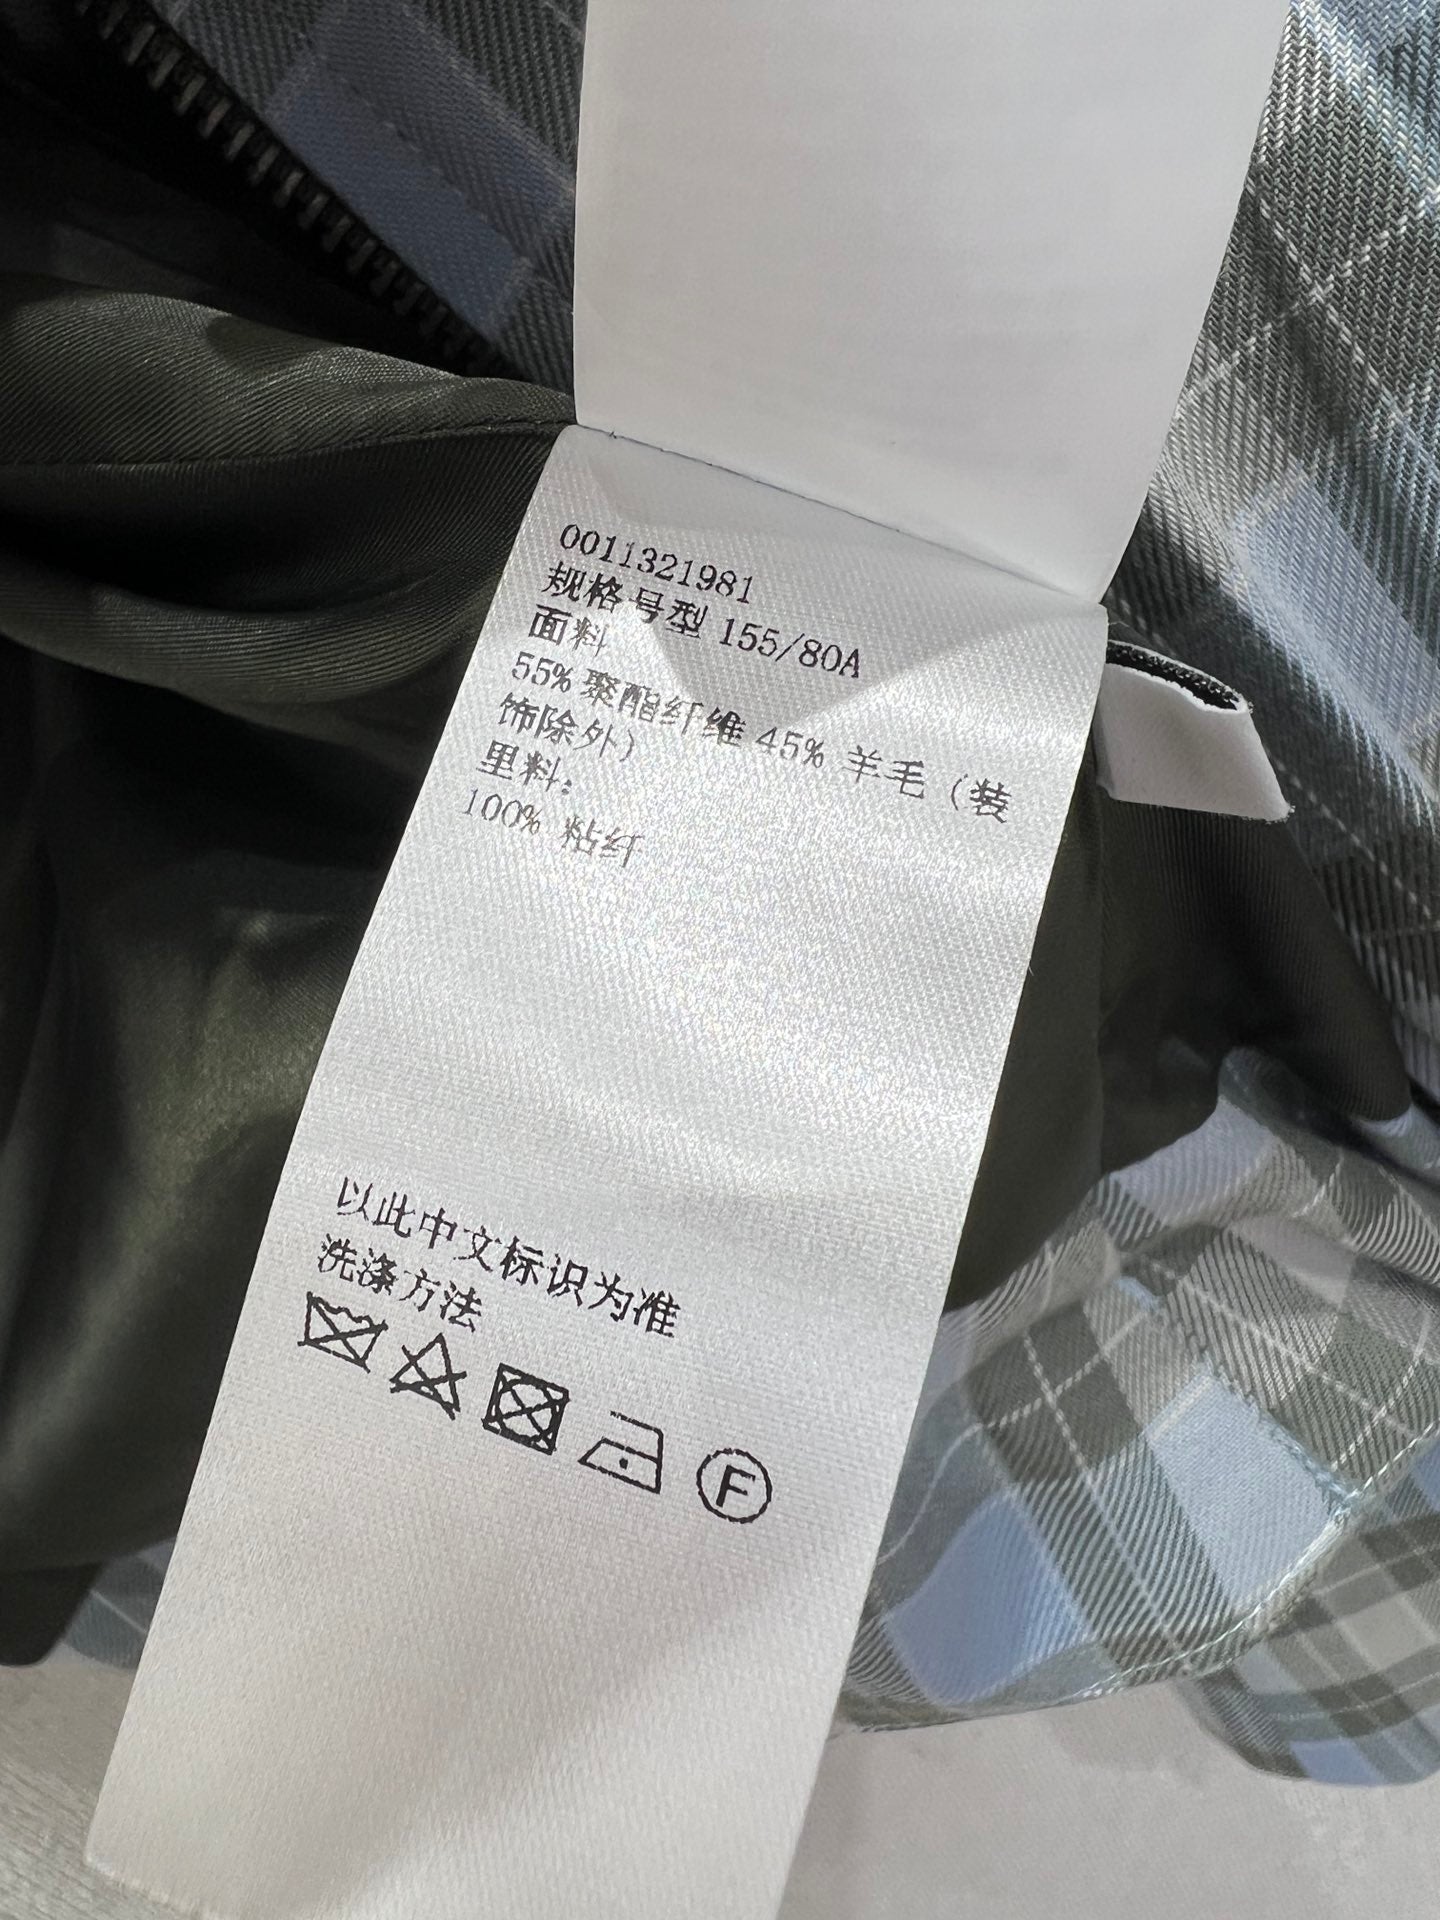 0011321981
规格号型 155/80A
面料
55% 聚酯纤维 45% 羊毛（装
饰除外）
里料：
100% 粘纤
以此中文标识为准
洗涤方法
F